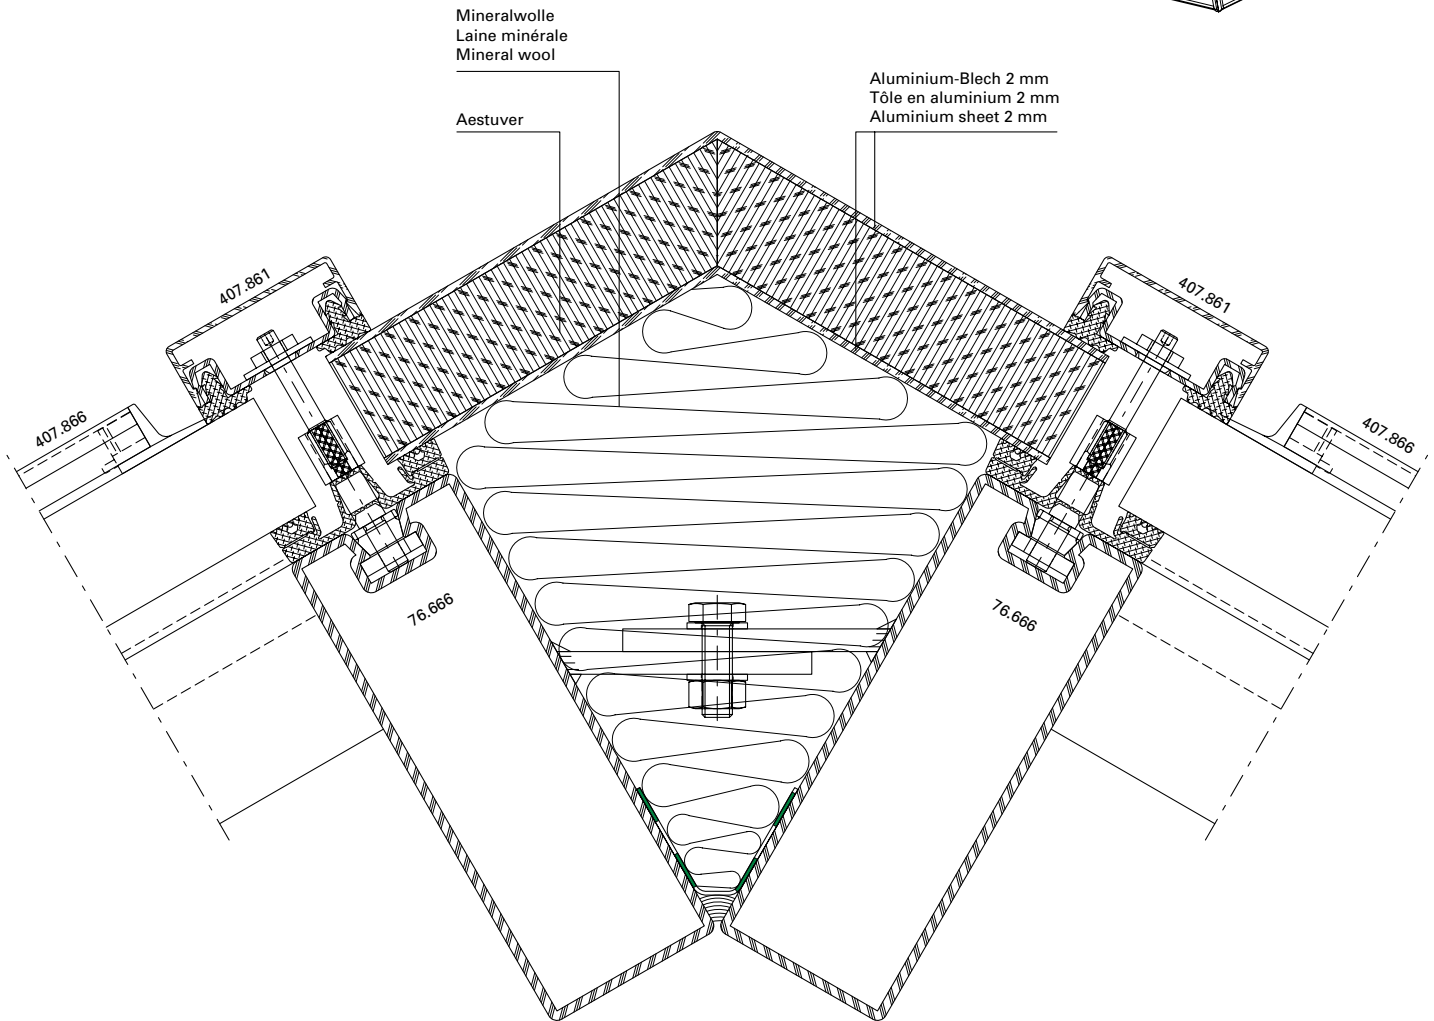 Mineralwolle
Laine minérale
Mineral wool
Aluminium-Blech 2 mm
Tôle en aluminium 2 mm
Aluminium sheet 2 mm
Aestuver
407.861
407.861
407.866
407.866
76.666
76.666